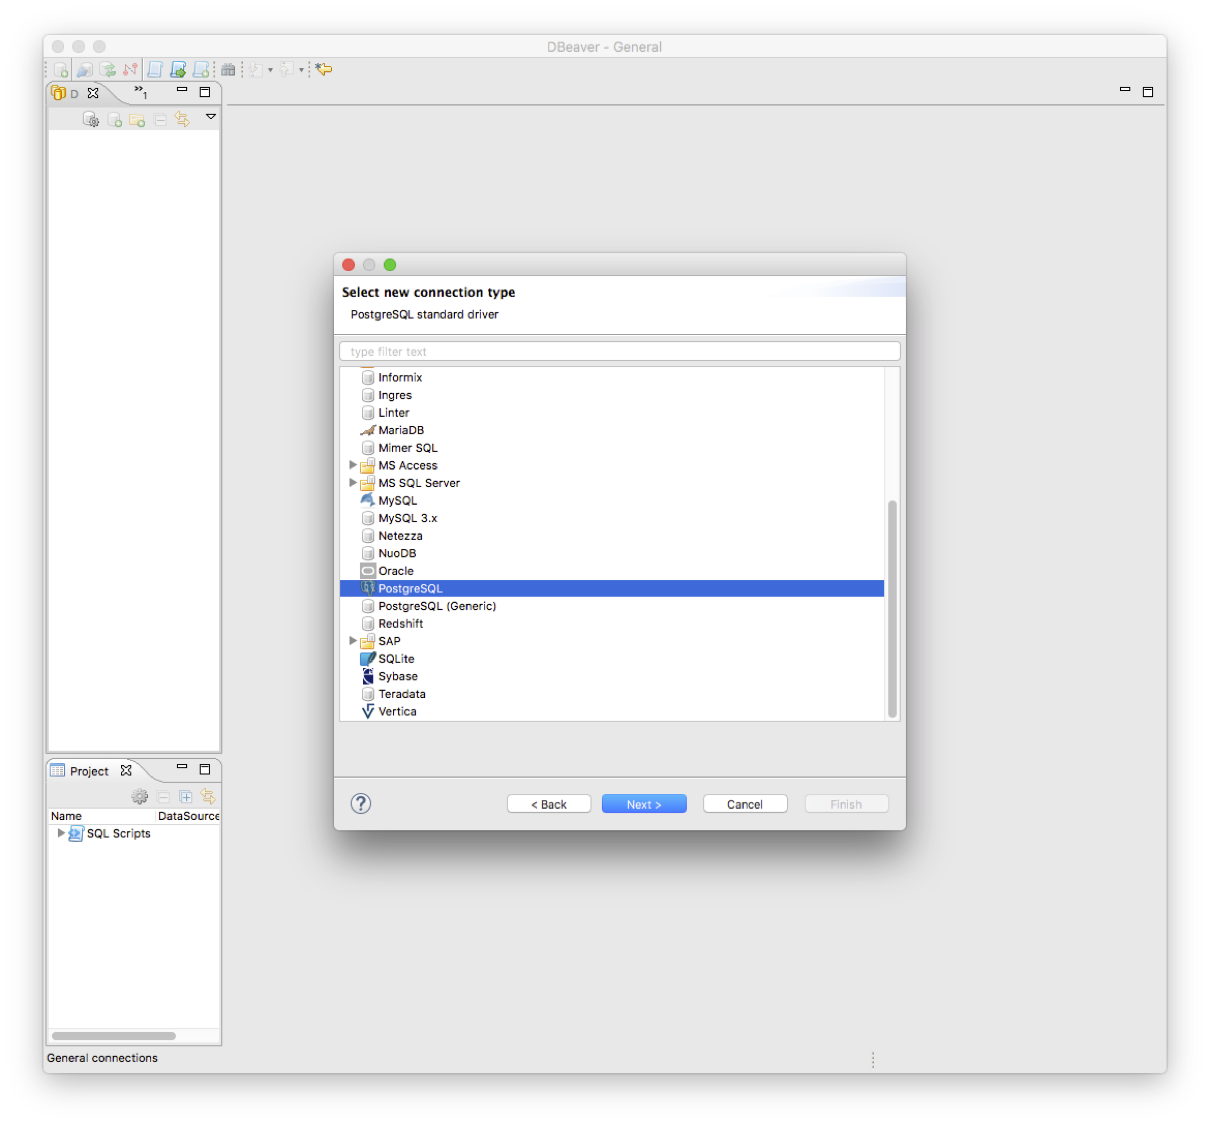 DBeaver - General
D
»1
Select new connection type
PostgreSQL standard driver
type filter text
Informix
Ingres
Linter
MariaDB
Mimer SQL
MS Access
MS SQL Server
MySQL
MySQL 3.x
Netezza
NuoDB
Oracle
PostgreSQL
PostgreSQL (Generic)
Redshift
SAP
SQLite
Sybase
Teradata
Vertica
? < Back Next > Cancel Finish
Project
Name DataSource
SQL Scripts
General connections